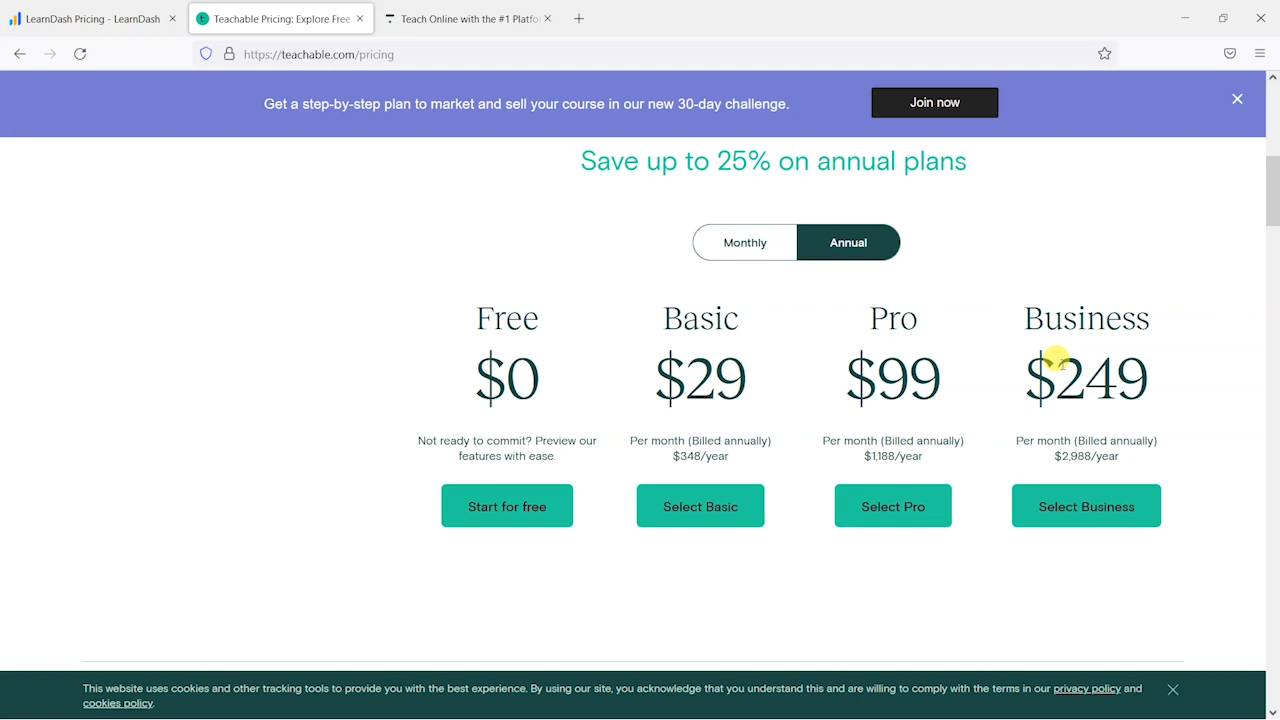 LearnDash Pricing - LearnDash
Teachable Pricing: Explore Free
Teach Online with the #1 Platfo
https://teachable.com/pricing
Get a step-by-step plan to market and sell your course in our new 30-day challenge.
Join now
Save up to 25% on annual plans
Monthly
Annual
Free
Basic
Pro
Business
$0
$29
$99
$249
Not ready to commit? Preview our
features with ease.
Per month (Billed annually)
$348/year
Per month (Billed annually)
$1,188/year
Per month (Billed annually)
$2,988/year
Start for free
Select Basic
Select Pro
Select Business
This website uses cookies and other tracking tools to provide you with the best experience. By using our site, you acknowledge that you understand this and are willing to comply with the terms in our privacy policy and
cookies policy.